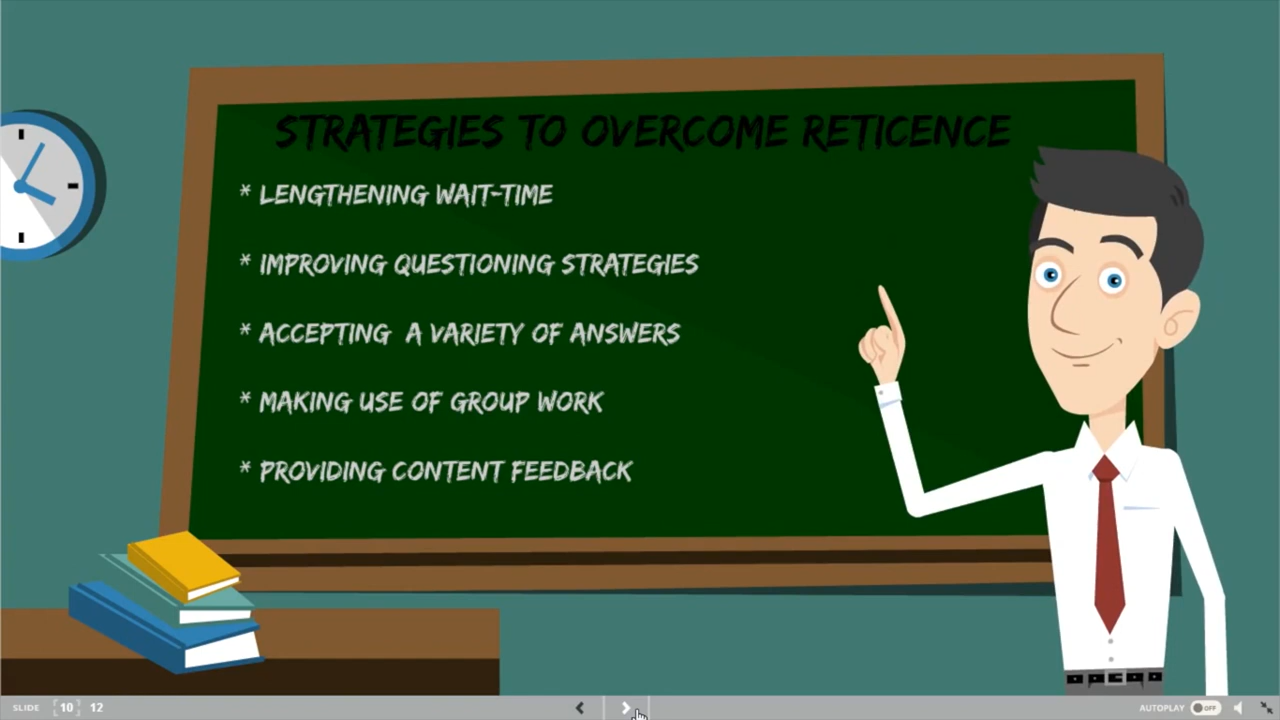 STRATEGIES TO OVERCOME RETICENCE
* LENGTHENING WAIT-TIME
* IMPROVING QUESTIONING STRATEGIES
* ACCEPTING A VARIETY OF ANSWERS
* MAKING USE OF GROUP WORK
* PROVIDING CONTENT FEEDBACK
SLIDE [10] 12
AUTOPLAY OFF